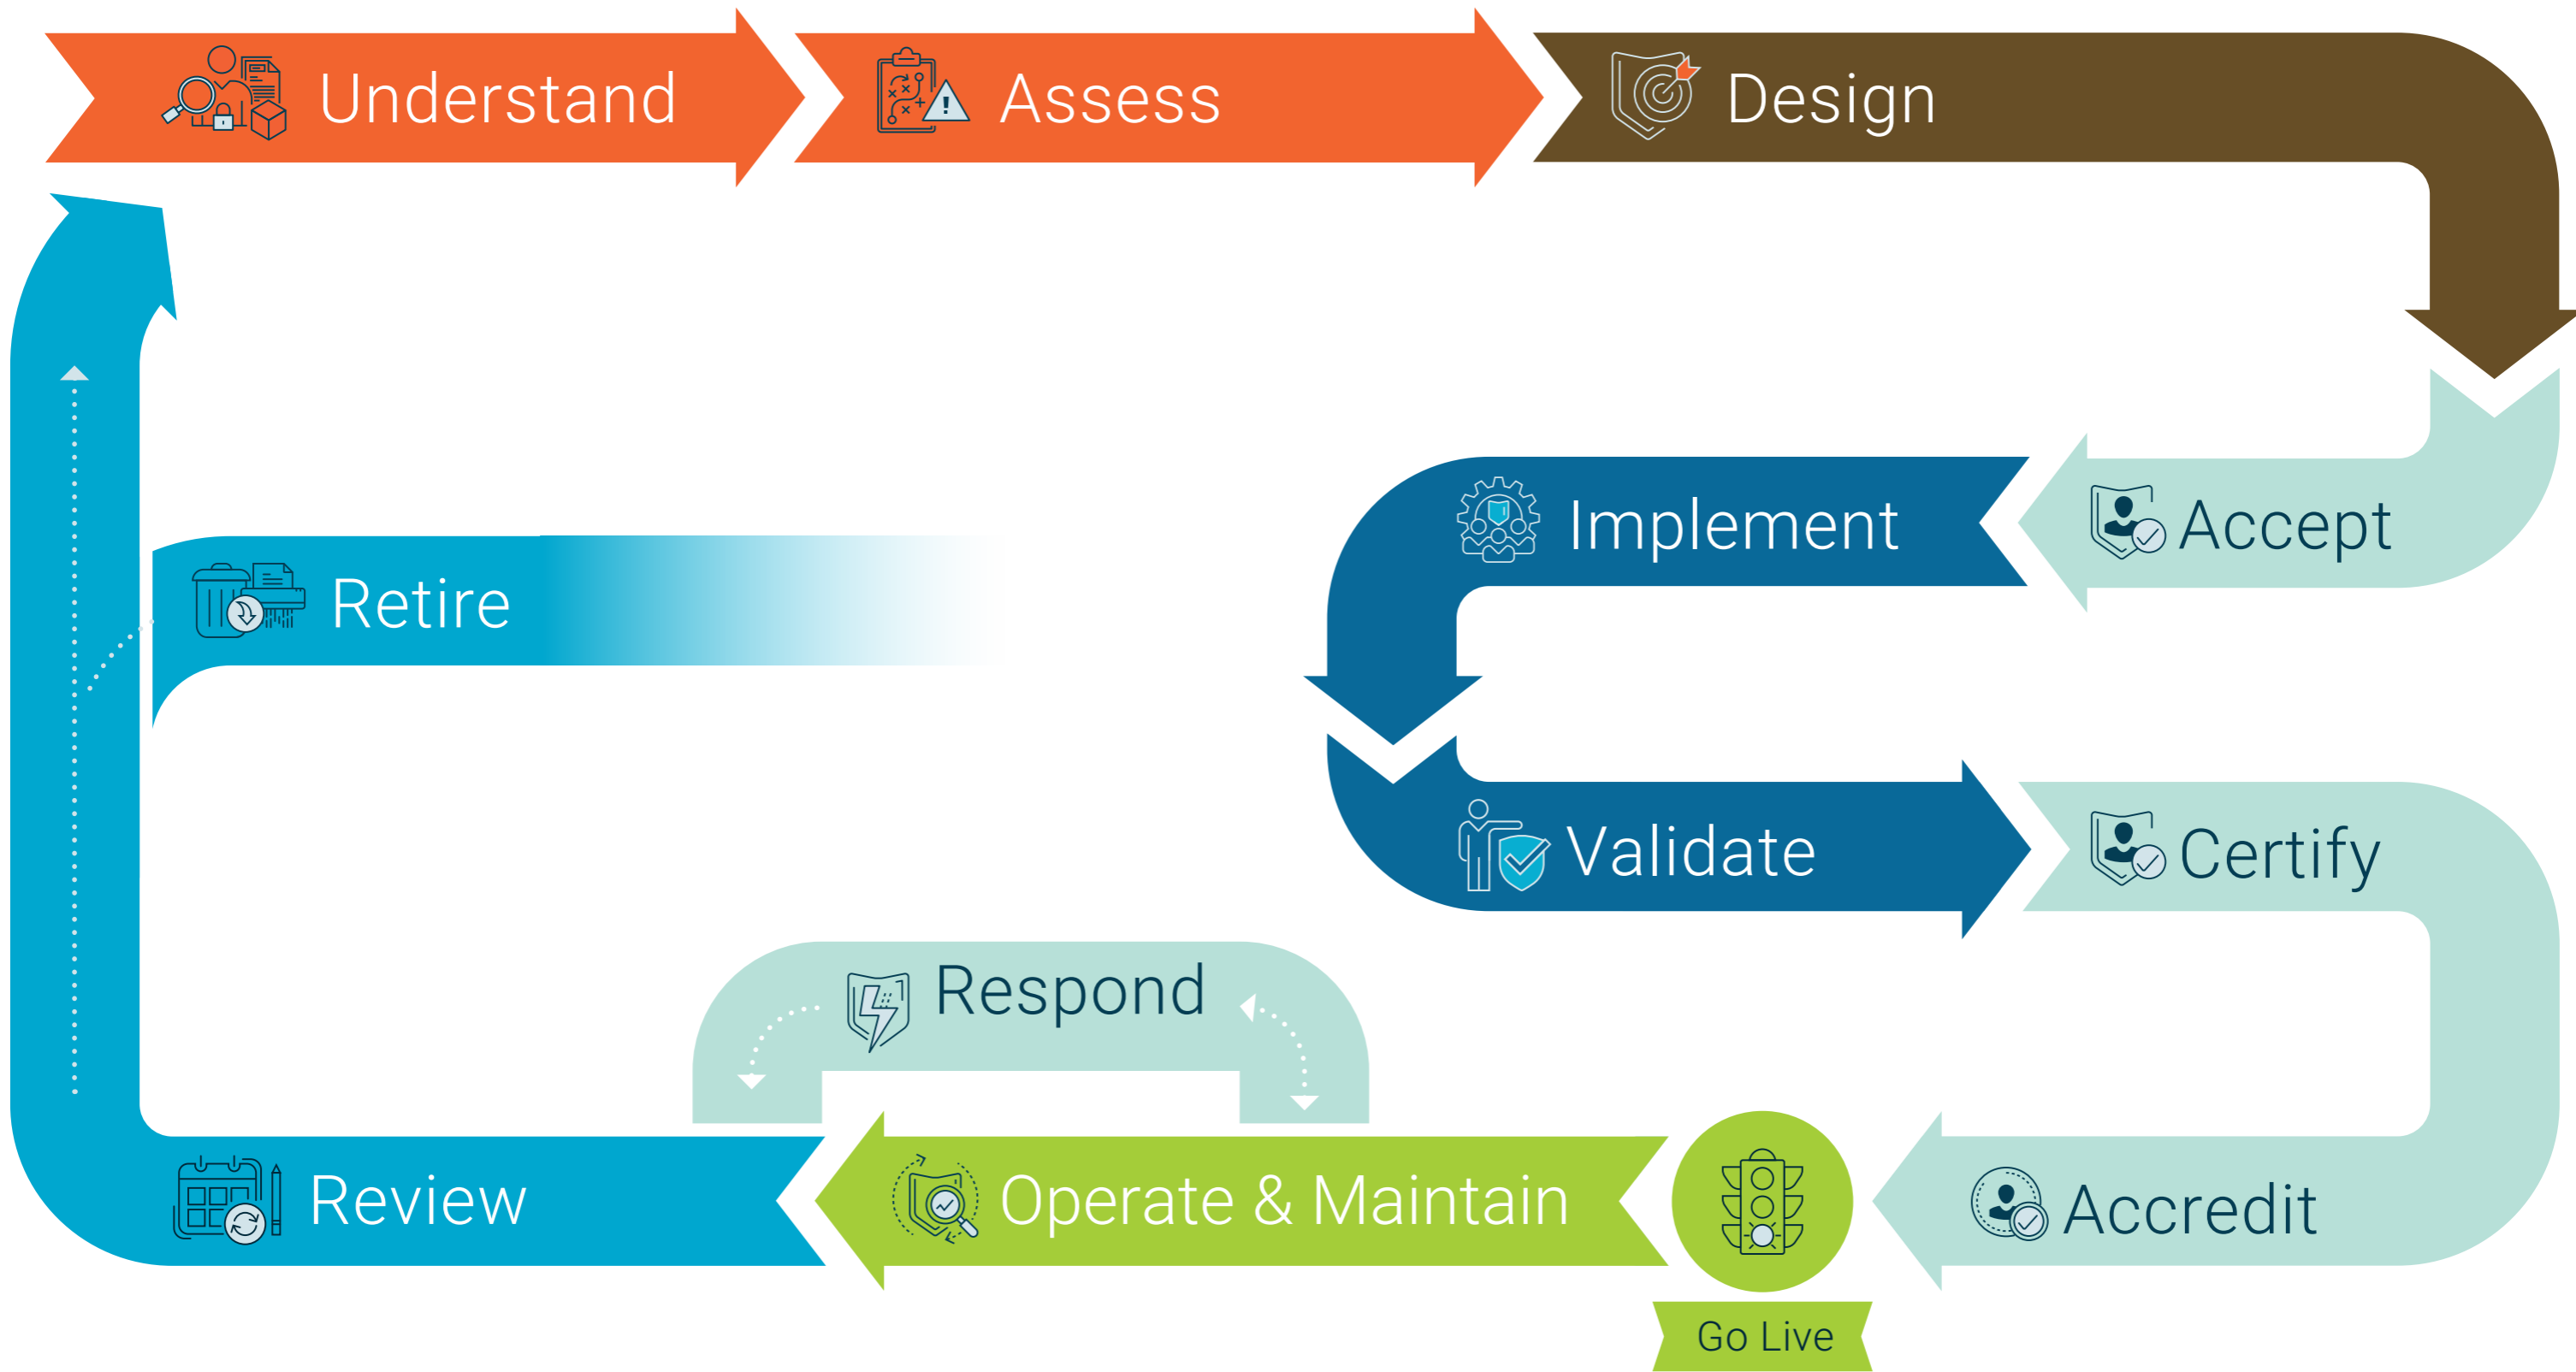 Understand
Assess
Design
Accept
Implement
Validate
Certify
Accredit
Go Live
Operate & Maintain
Respond
Review
Retire